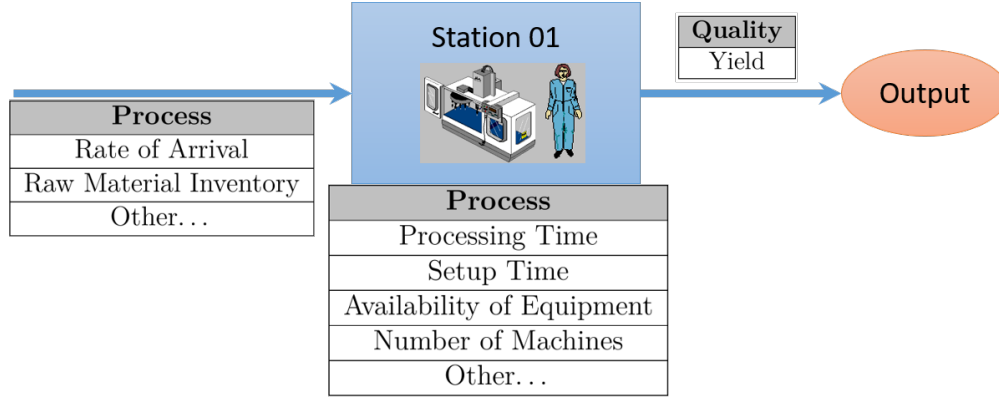 Station 01
Quality
Yield
Output
Process
Rate of Arrival
Raw Material Inventory
Other...
Process
Processing Time
Setup Time
Availability of Equipment
Number of Machines
Other...